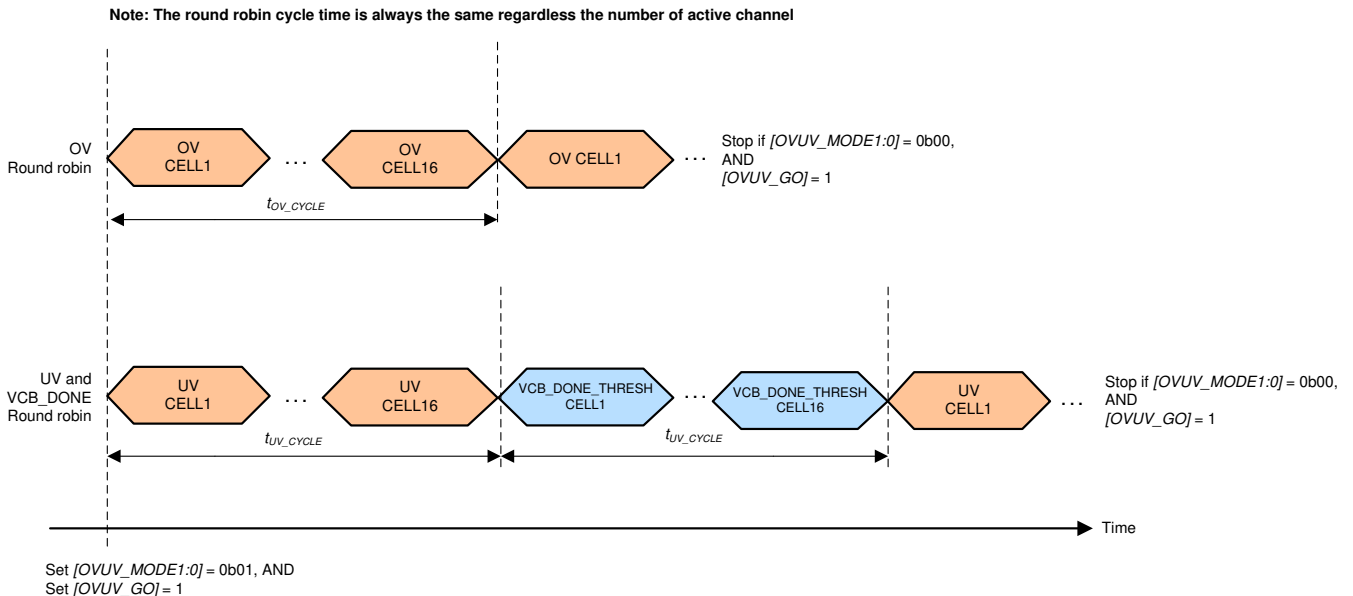 Note: The round robin cycle time is always the same regardless the number of active channel
OV
Round robin
OV
CELL1
...
OV
CELL16
OV CELL1
...
Stop if [OVUV_MODE1:0] = 0b00,
AND
[OVUV_GO] = 1
tOV_CYCLE
UV and
VCB_DONE
Round robin
UV
CELL1
...
UV
CELL16
VCB_DONE_THRESH
CELL1
...
VCB_DONE_THRESH
CELL16
UV
CELL1
...
Stop if [OVUV_MODE1:0] = 0b00,
AND
[OVUV_GO] = 1
tUV_CYCLE
tUV_CYCLE
Time
Set [OVUV_MODE1:0] = 0b01, AND
Set [OVUV_GO] = 1